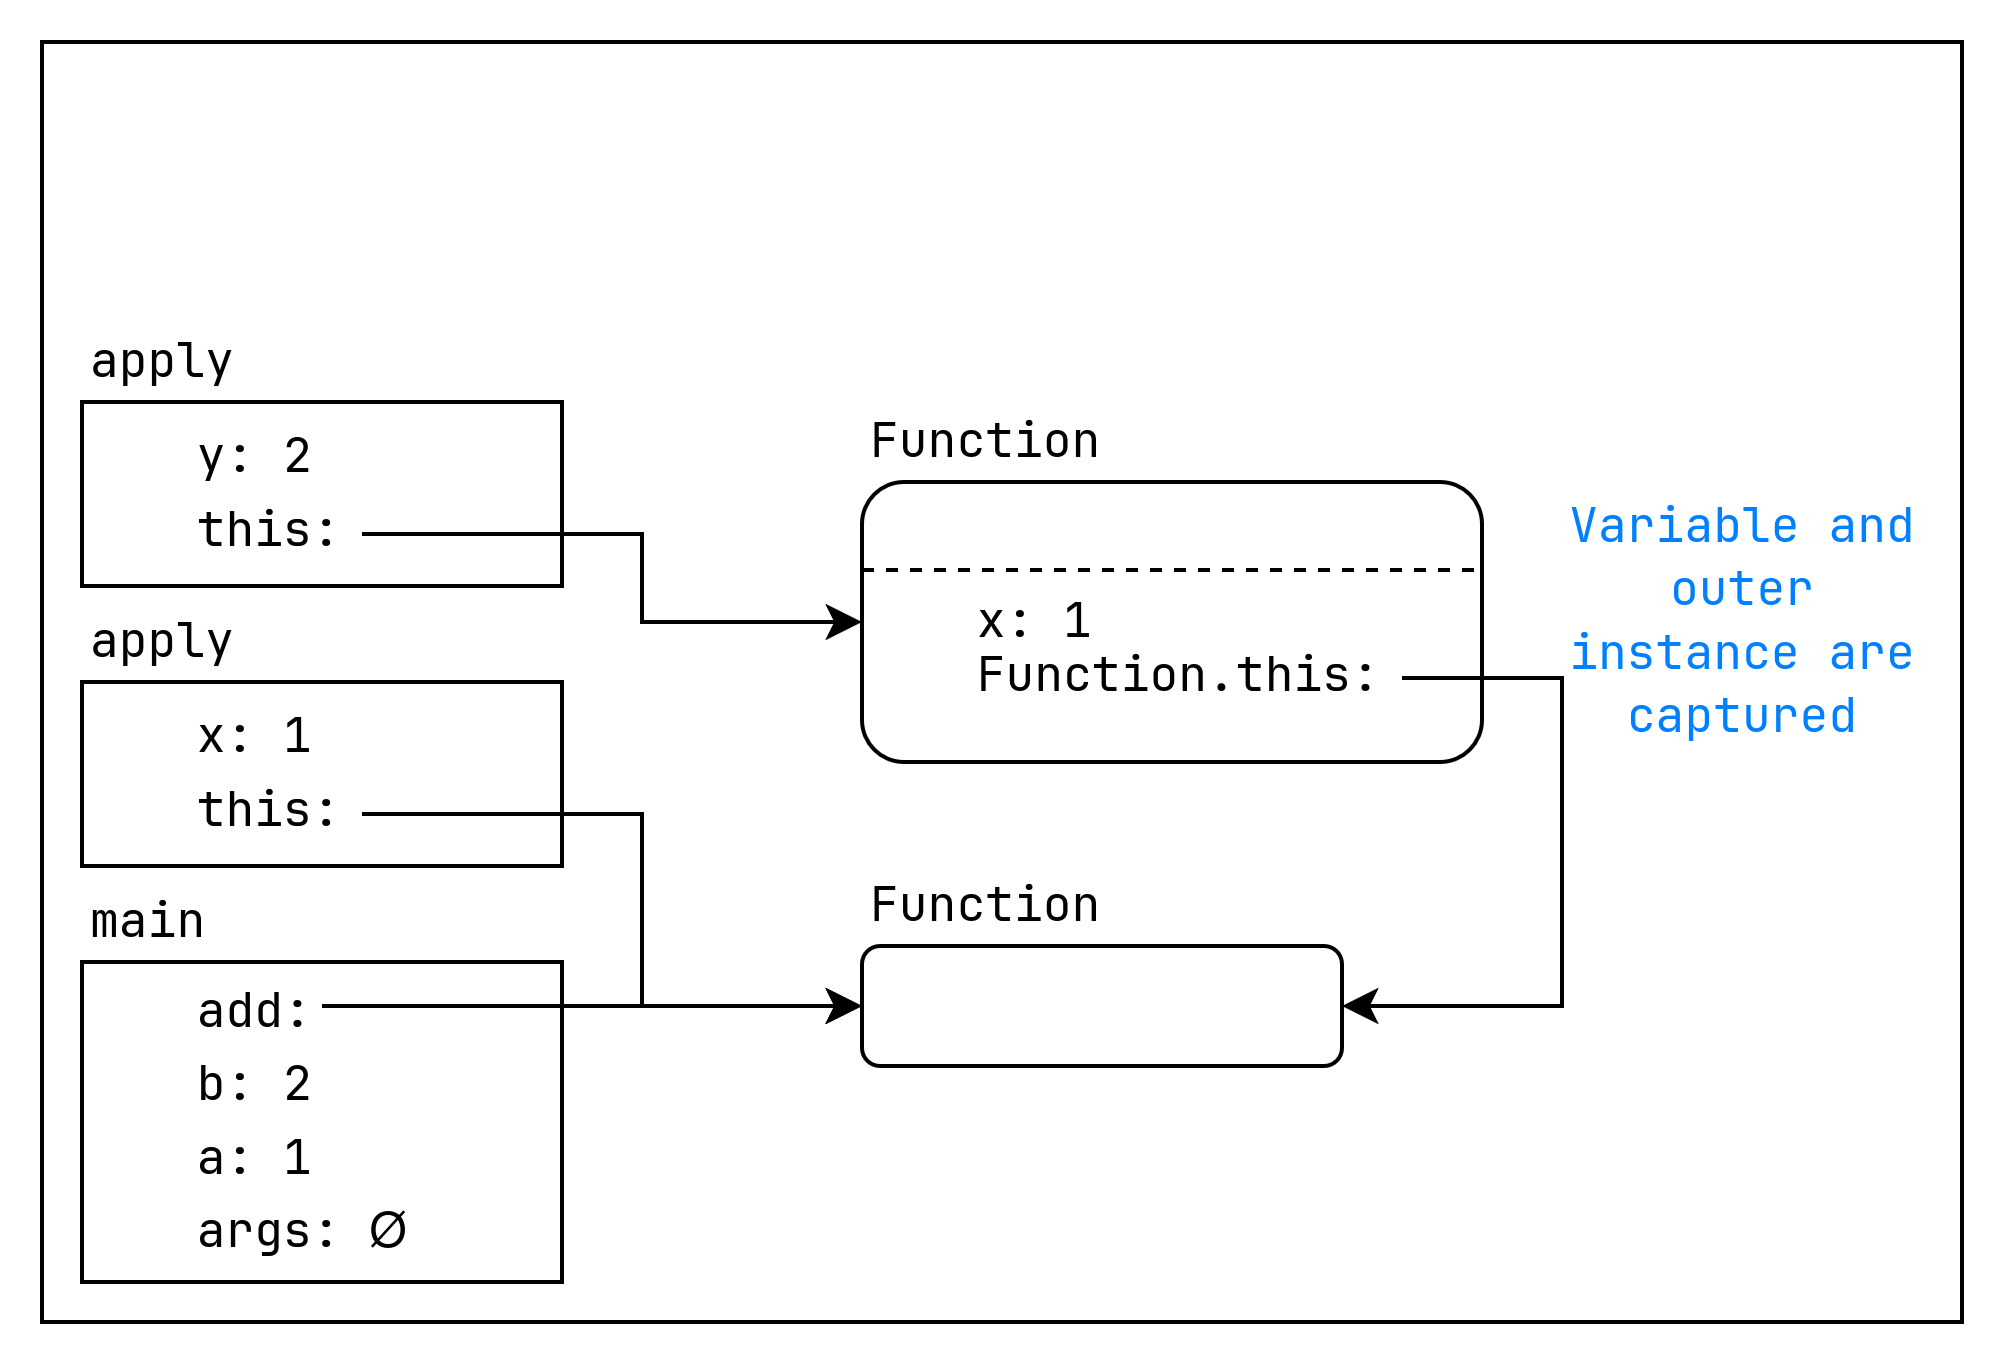 apply
y: 2
this:
apply
x: 1
this:
main
add:
b: 2
a: 1
args: Ø
Function
x: 1
Function.this:
Function
Variable and
outer
instance are
captured